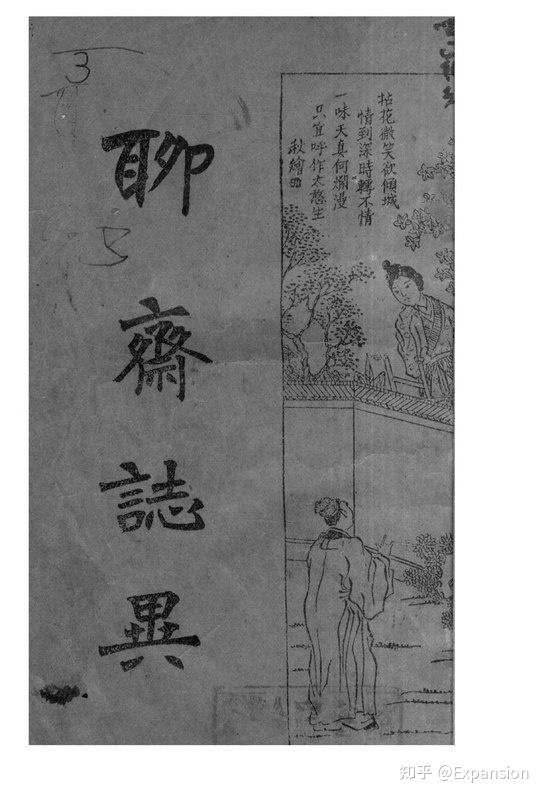 3
聊齋誌異
拈花微笑欲傾城
情到深時轉不情
一味天真何爛漫
只宜呼作太憨生
秋繪
知乎 @Expansion